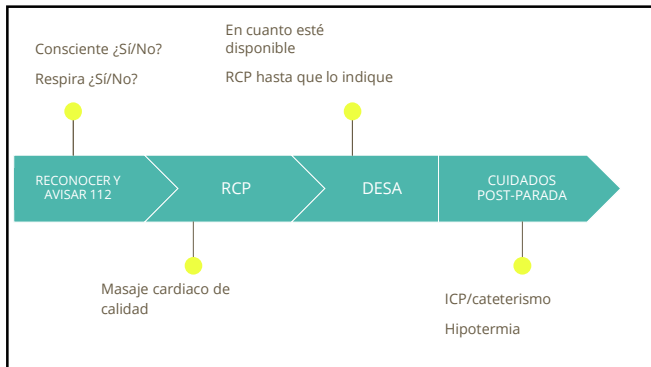 Consciente ¿Sí/No?
Respira ¿Sí/No?
En cuanto esté
disponible
RCP hasta que lo indique
RECONOCER Y
AVISAR 112
RCP
DESA
CUIDADOS
POST-PARADA
Masaje cardiaco de
calidad
ICP/cateterismo
Hipotermia